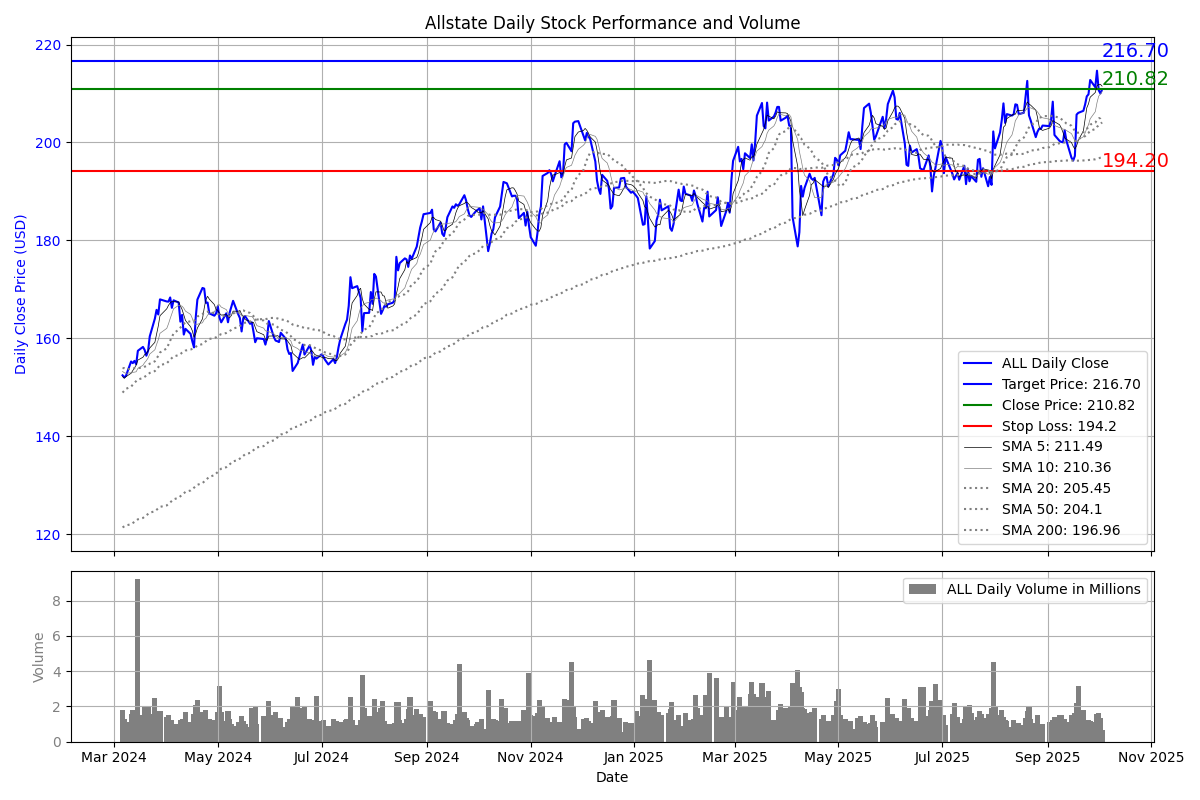 Allstate Daily Stock Performance and Volume
220
200
180
160
140
120
Daily Close Price (USD)
216.70
210.82
194.20
ALL Daily Close
Target Price: 216.70
Close Price: 210.82
Stop Loss: 194.2
SMA 5: 211.49
SMA 10: 210.36
SMA 20: 205.45
SMA 50: 204.1
SMA 200: 196.96
8
6
4
2
0
Volume
ALL Daily Volume in Millions
Mar 2024 May 2024 Jul 2024 Sep 2024 Nov 2024 Jan 2025 Mar 2025 May 2025 Jul 2025 Sep 2025 Nov 2025
Date